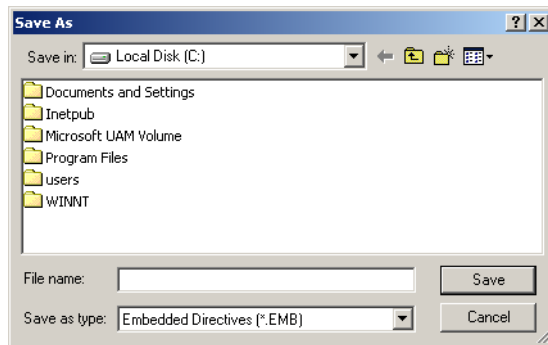 Save As
Save in: Local Disk (C:)
Documents and Settings
Inetpub
Microsoft UAM Volume
Program Files
users
WINNT
File name: Save
Save as type: Embedded Directives (*.EMB) Cancel